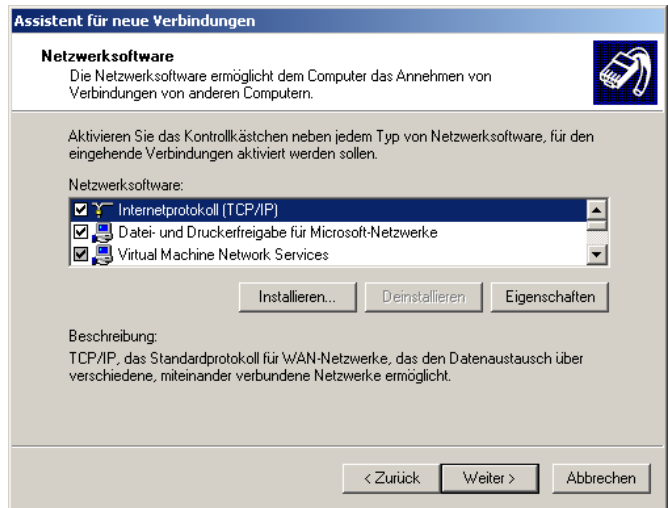 Assistent für neue Verbindungen
Netzwerksoftware
Die Netzwerksoftware ermöglicht dem Computer das Annehmen von
Verbindungen von anderen Computern.
Aktivieren Sie das Kontrollkästchen neben jedem Typ von Netzwerksoftware, für den
eingehende Verbindungen aktiviert werden sollen.
Netzwerksoftware:
Internetprotokoll (TCP/IP)
Datei- und Druckerfreigabe für Microsoft-Netzwerke
Virtual Machine Network Services
Installieren... Deinstallieren Eigenschaften
Beschreibung:
TCP/IP, das Standardprotokoll für WAN-Netzwerke, das den Datenaustausch über
verschiedene, miteinander verbundene Netzwerke ermöglicht.
< Zurück Weiter > Abbrechen